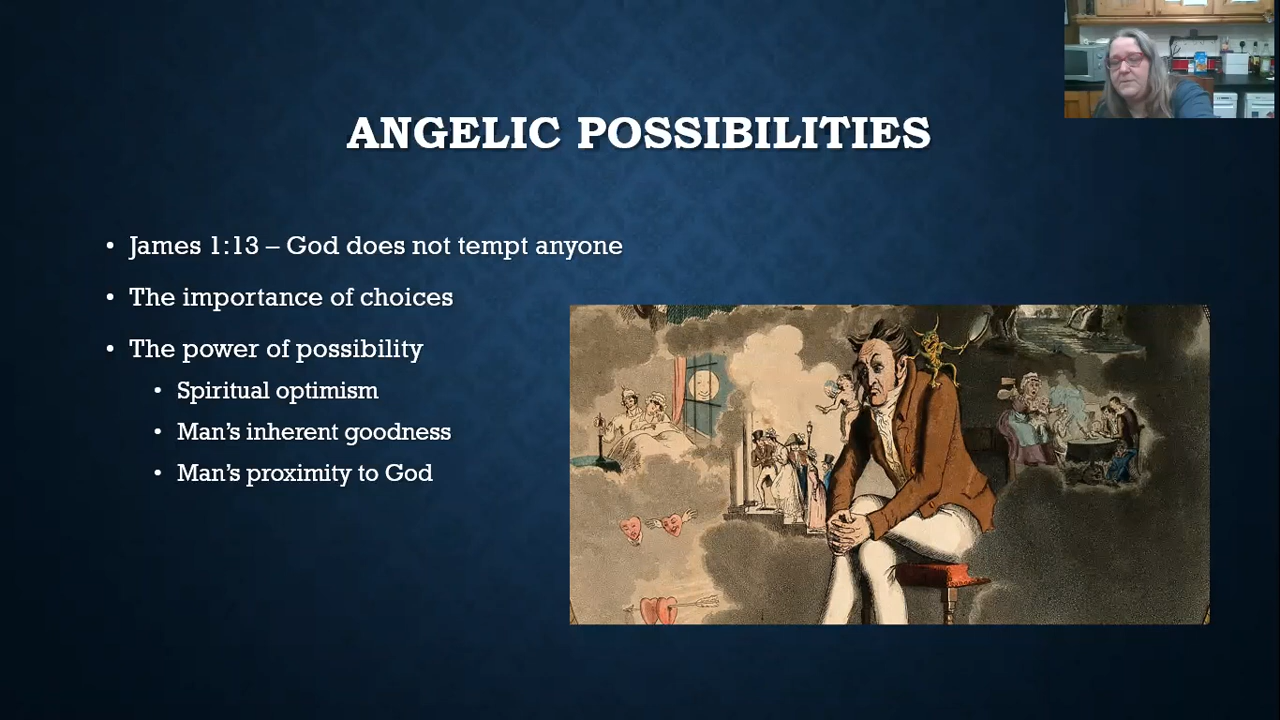 ANGELIC POSSIBILITIES
• James 1:13 – God does not tempt anyone
• The importance of choices
• The power of possibility
• Spiritual optimism
• Man's inherent goodness
• Man's proximity to God